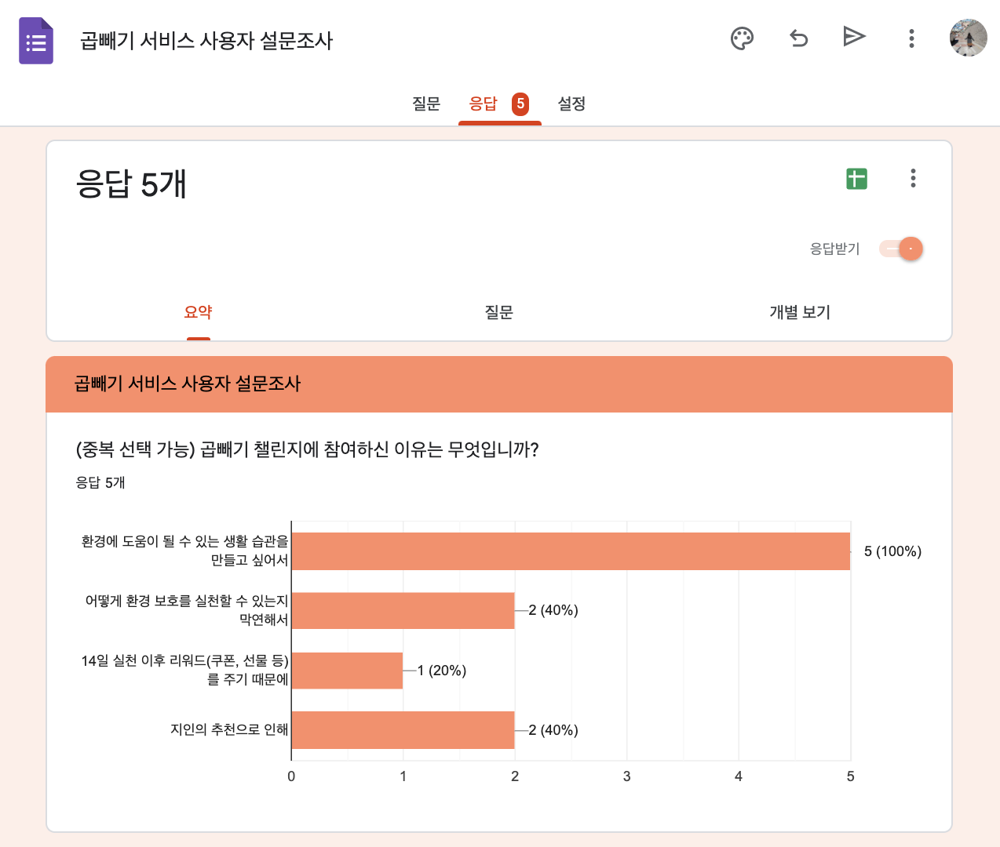 곱빼기 서비스 사용자 설문조사
질문
응답 5
설정
응답 5개
응답받기
요약
질문
개별 보기
곱빼기 서비스 사용자 설문조사
(중복 선택 가능) 곱빼기 챌린지에 참여하신 이유는 무엇입니까?
응답 5개
환경에 도움이 될 수 있는 생활 습관을
만들고 싶어서
5 (100%)
어떻게 환경 보호를 실천할 수 있는지
막연해서
2 (40%)
14일 실천 이후 리워드(쿠폰, 선물 등)
를 주기 때문에
1 (20%)
지인의 추천으로 인해
2 (40%)
0 1 2 3 4 5